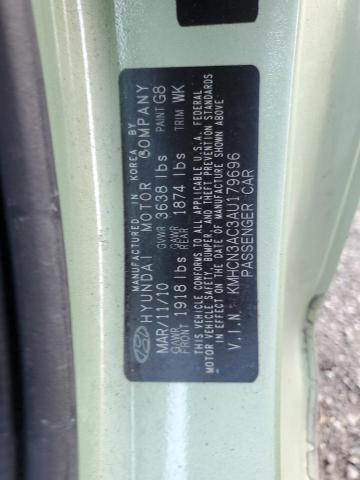 MANUFACTURED IN KOREA BY
HYUNDAI MOTOR COMPANY
MAR/11/10 GVWR 3638 lbs PAINT G8
GAWR FRONT 1918 lbs GAWR REAR 1874 lbs TRIM WK
THIS VEHICLE CONFORMS TO ALL APPLICABLE U.S.A. FEDERAL
MOTOR VEHICLE SAFETY, BUMPER, AND THEFT PREVENTION STANDARDS
IN EFFECT ON THE DATE OF MANUFACTURE SHOWN ABOVE.
V.I.N. KMHCN3AC3AU179696
PASSENGER CAR